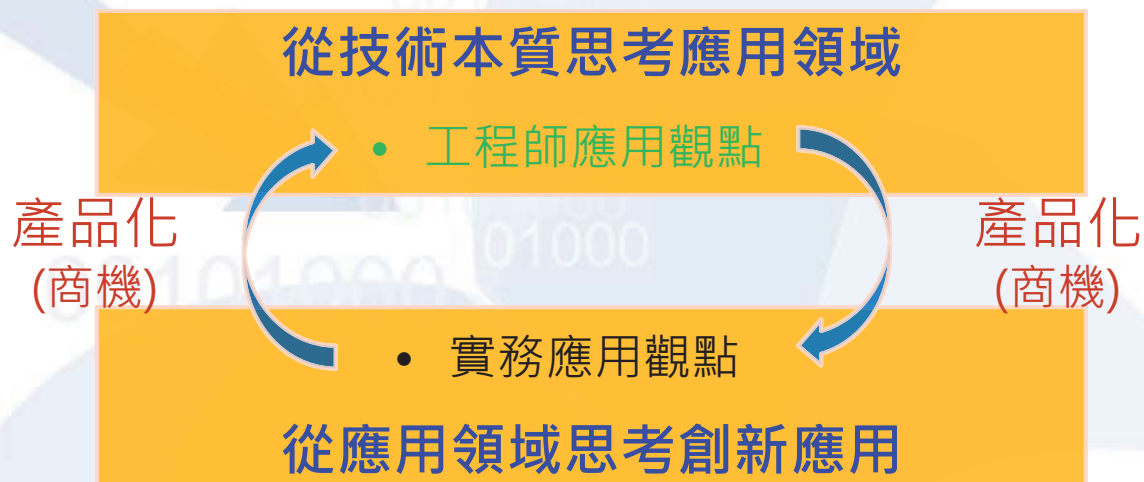 從技術本質思考應用領域
• 工程師應用觀點
產品化
(商機)
產品化
(商機)
01000
00101000
• 實務應用觀點
從應用領域思考創新應用